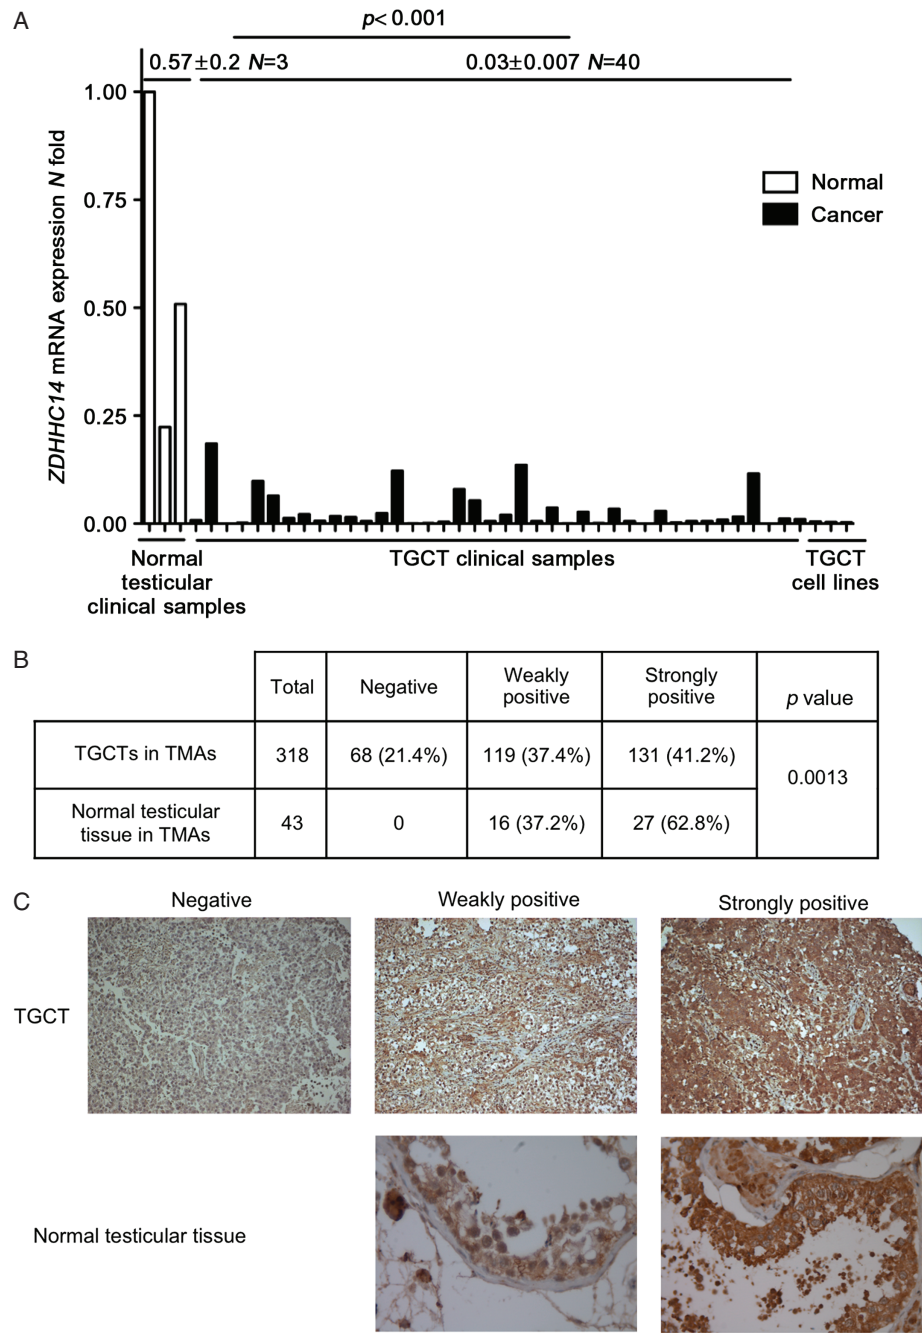 A
p< 0.001
0.57±0.2 N=3
0.03±0.007 N=40
1.00
0.75
0.50
0.25
0.00
ZDHHC14 mRNA expression N fold
Normal
Cancer
Normal
testicular
clinical samples
TGCT clinical samples
TGCT
cell lines
B
Total
Negative
Weakly
positive
Strongly
positive
p value
TGCTs in TMAs
318
68 (21.4%)
119 (37.4%)
131 (41.2%)
0.0013
Normal testicular
tissue in TMAs
43
0
16 (37.2%)
27 (62.8%)
C
Negative
Weakly positive
Strongly positive
TGCT
Normal testicular tissue